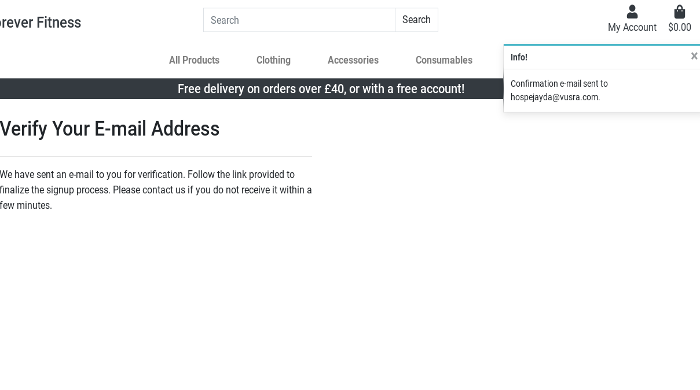 rever Fitness
Search
Search
My Account
$0.00
All Products
Clothing
Accessories
Consumables
Free delivery on orders over £40, or with a free account!
Info!
×
Confirmation e-mail sent to
hospejayda@vusra.com.
Verify Your E-mail Address
We have sent an e-mail to you for verification. Follow the link provided to
finalize the signup process. Please contact us if you do not receive it within a
few minutes.